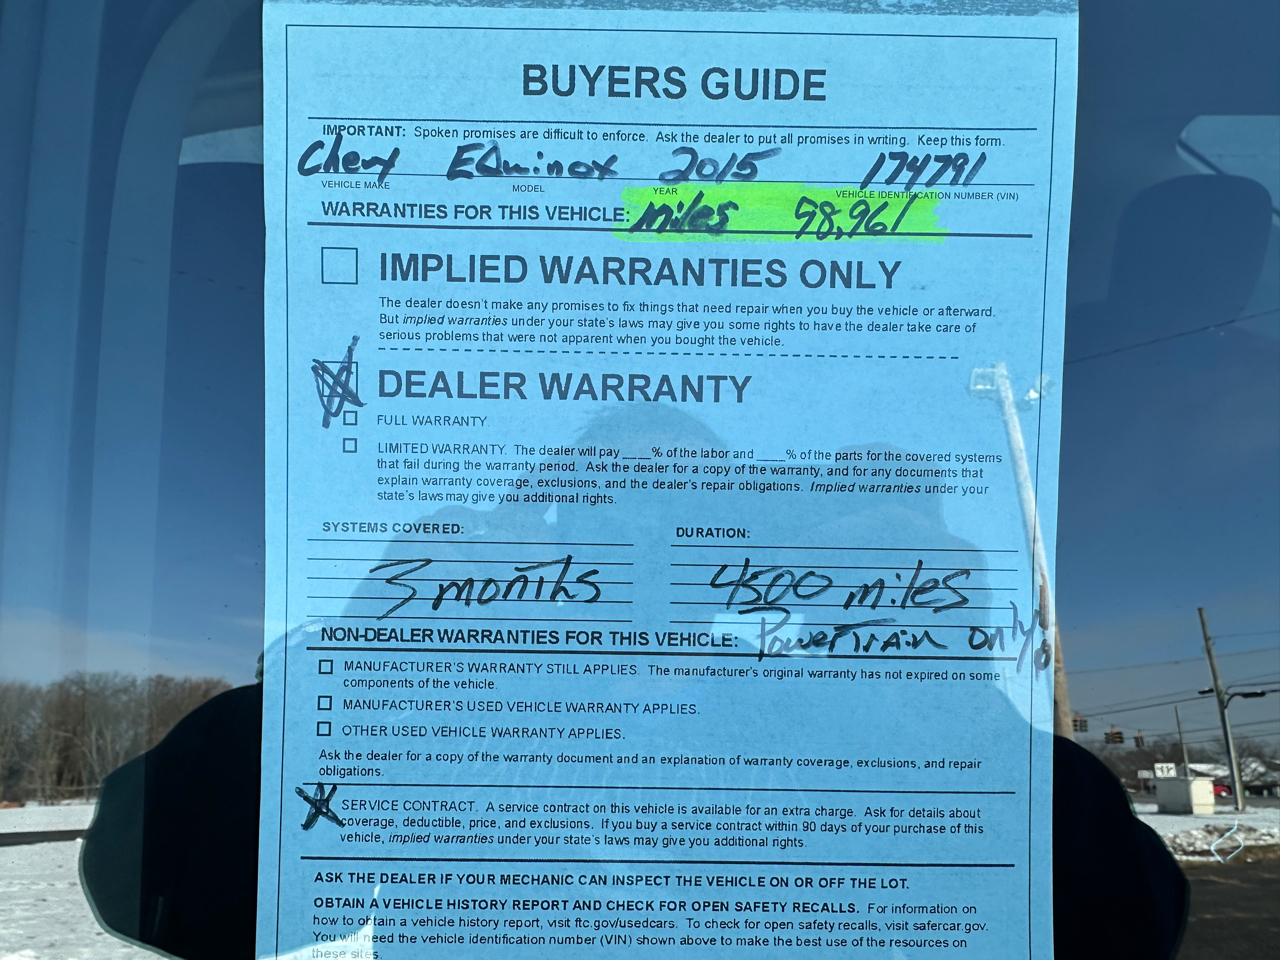 BUYERS GUIDE
IMPORTANT: Spoken promises are difficult to enforce. Ask the dealer to put all promises in writing. Keep this form.
Chevy EQuinox 2015 174791
VEHICLE MAKE MODEL YEAR VEHICLE IDENTIFICATION NUMBER (VIN)
WARRANTIES FOR THIS VEHICLE: miles 98,961
IMPLIED WARRANTIES ONLY
The dealer doesn't make any promises to fix things that need repair when you buy the vehicle or afterward.
But implied warranties under your state's laws may give you some rights to have the dealer take care of
serious problems that were not apparent when you bought the vehicle.
DEALER WARRANTY
FULL WARRANTY.
LIMITED WARRANTY. The dealer will pay ____% of the labor and ____% of the parts for the covered systems
that fail during the warranty period. Ask the dealer for a copy of the warranty, and for any documents that
explain warranty coverage, exclusions, and the dealer's repair obligations. Implied warranties under your
state's laws may give you additional rights.
SYSTEMS COVERED: DURATION:
3 months 4500 miles
NON-DEALER WARRANTIES FOR THIS VEHICLE: PowerTrain only
MANUFACTURER'S WARRANTY STILL APPLIES. The manufacturer's original warranty has not expired on some
components of the vehicle.
MANUFACTURER'S USED VEHICLE WARRANTY APPLIES.
OTHER USED VEHICLE WARRANTY APPLIES.
Ask the dealer for a copy of the warranty document and an explanation of warranty coverage, exclusions, and repair
obligations.
SERVICE CONTRACT. A service contract on this vehicle is available for an extra charge. Ask for details about
coverage, deductible, price, and exclusions. If you buy a service contract within 90 days of your purchase of this
vehicle, implied warranties under your state's laws may give you additional rights.
ASK THE DEALER IF YOUR MECHANIC CAN INSPECT THE VEHICLE ON OR OFF THE LOT.
OBTAIN A VEHICLE HISTORY REPORT AND CHECK FOR OPEN SAFETY RECALLS. For information on
how to obtain a vehicle history report, visit ftc.gov/usedcars. To check for open safety recalls, visit safercar.gov.
You will need the vehicle identification number (VIN) shown above to make the best use of the resources on
these sites.